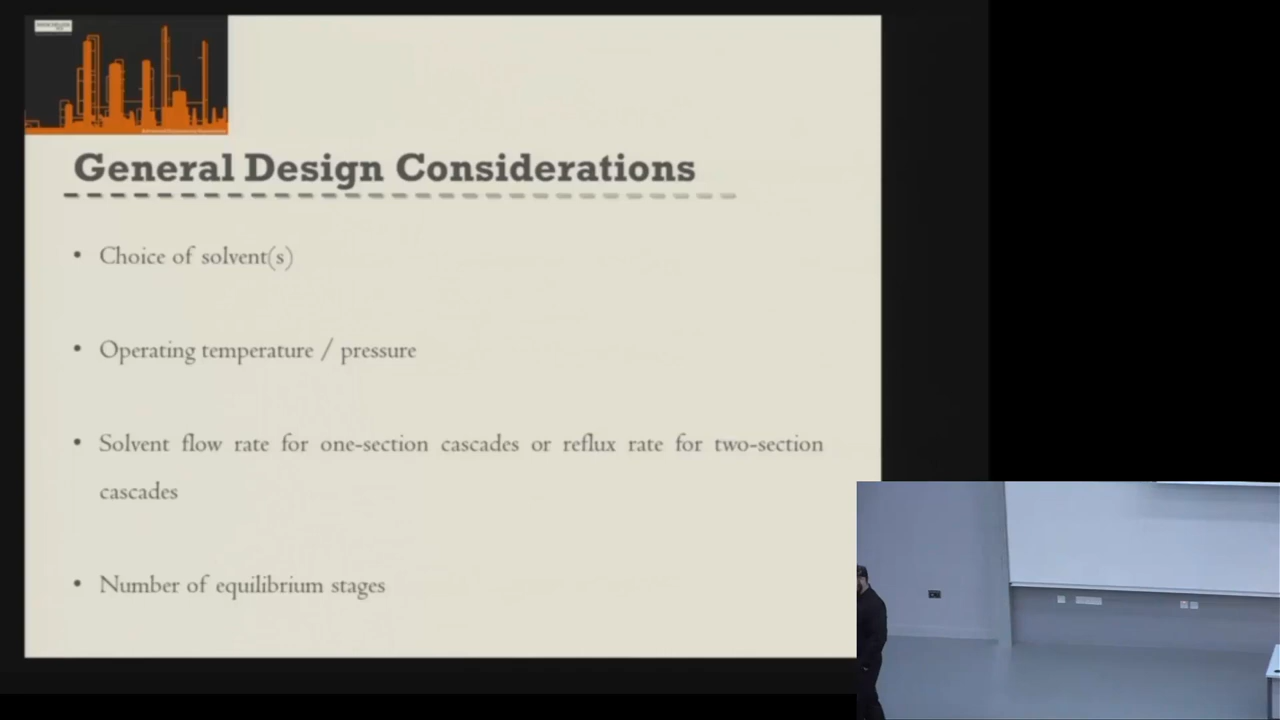 General Design Considerations
• Choice of solvent(s)
• Operating temperature / pressure
• Solvent flow rate for one-section cascades or reflux rate for two-section
cascades
• Number of equilibrium stages